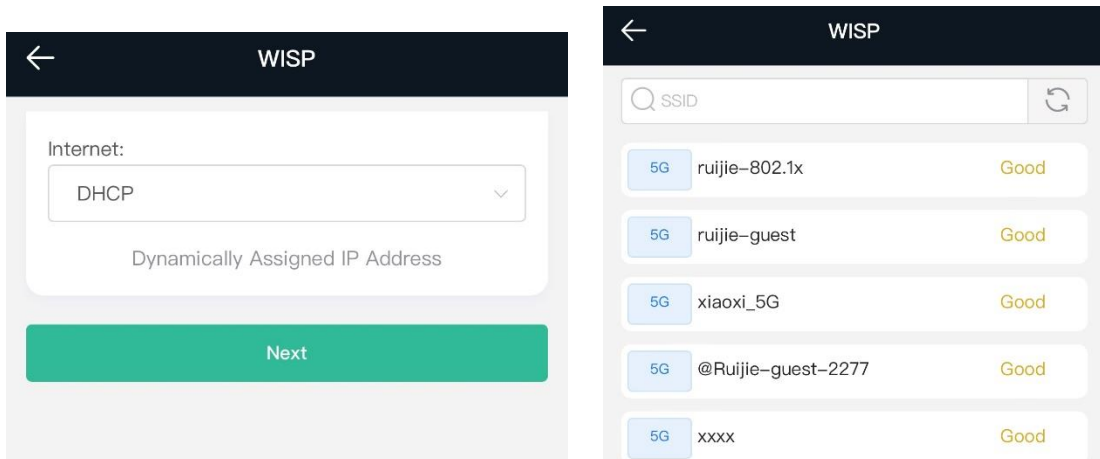 WISP
Internet:
DHCP
Dynamically Assigned IP Address
Next
WISP
SSID
5G ruijie-802.1x Good
5G ruijie-guest Good
5G xiaoxi_5G Good
5G @Ruijie-guest-2277 Good
5G xxxx Good